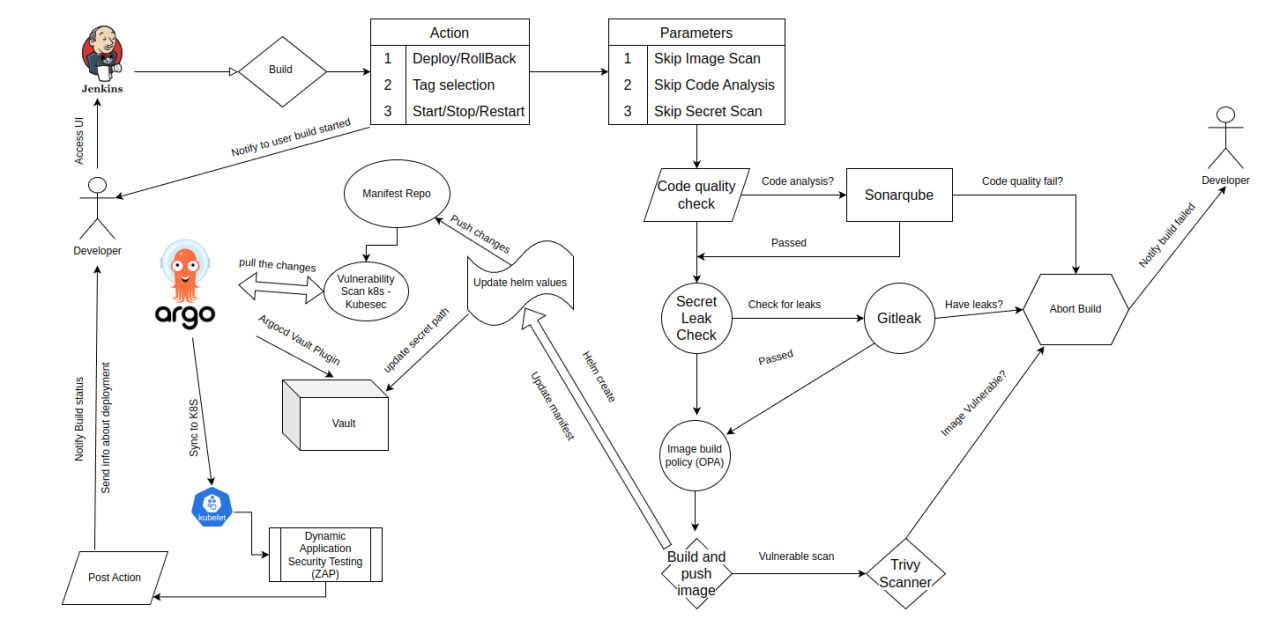 Jenkins
Access UI
Developer
Build
Action
1 Deploy/RollBack
2 Tag selection
3 Start/Stop/Restart
Parameters
1 Skip Image Scan
2 Skip Code Analysis
3 Skip Secret Scan
Notify to user build started
Developer
Notify build failed
Code quality
check
Code analysis?
Sonarqube
Code quality fail?
Passed
Manifest Repo
Push changes
Update helm values
pull the changes
Vulnerability
Scan k8s -
Kubesec
argo
Argocd Vault Plugin
update secret path
Vault
Secret
Leak
Check
Check for leaks
Gitleak
Have leaks?
Abort Build
Passed
Helm create
Update manifest
Image build
policy (OPA)
Image Vulnerable?
Build and
push
image
Vulnerable scan
Trivy
Scanner
Sync to K8S
kubelet
Dynamic
Application
Security Testing
(ZAP)
Post Action
Notify Build status
Send info about deployment